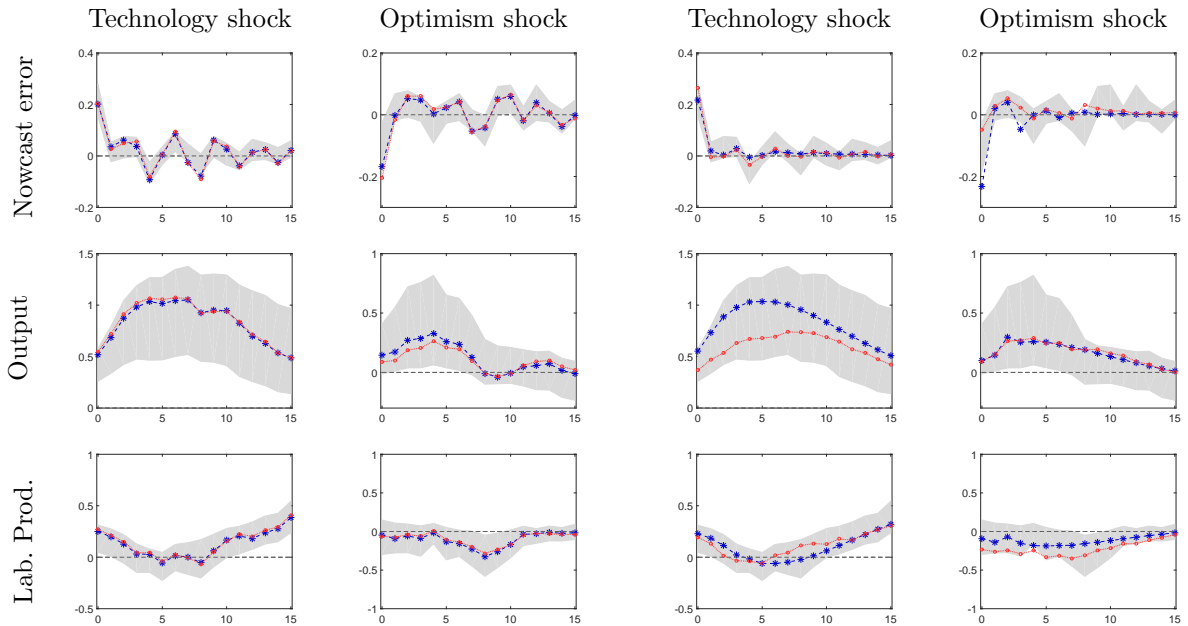 Technology shock Optimism shock Technology shock Optimism shock
Nowcast error
0.4 0.2 0 -0.2
0 5 10 15
0.2 0 -0.2
0 5 10 15
0.4 0.2 0 -0.2
0 5 10 15
0.2 0 -0.2
0 5 10 15
Output
1.5 1 0.5 0
0 5 10 15
1 0.5 0
0 5 10 15
1.5 1 0.5 0
0 5 10 15
1 0.5 0
0 5 10 15
Lab. Prod.
1 0.5 0 -0.5
0 5 10 15
1 0.5 0 -0.5 -1
0 5 10 15
1 0.5 0 -0.5
0 5 10 15
1 0.5 0 -0.5 -1
0 5 10 15